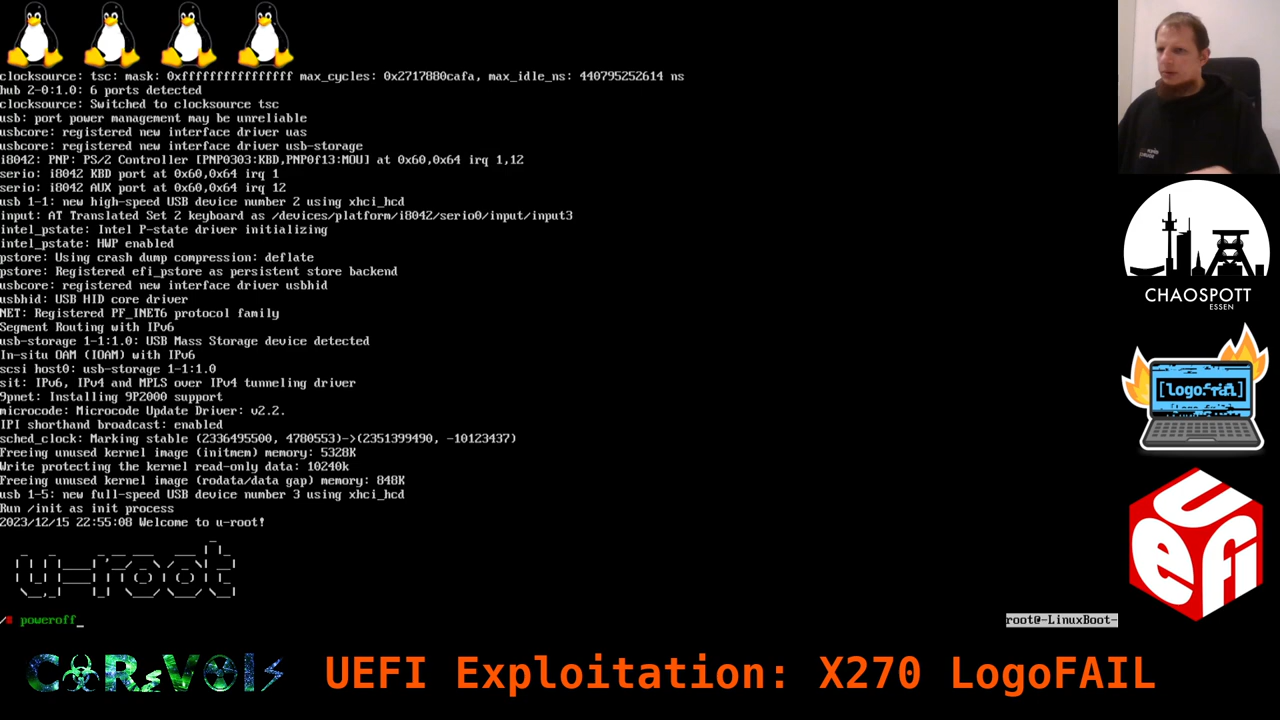 clocksource: tsc: mask: 0xffffffffffffffff max_cycles: 0x2717880cafa, max_idle_ns: 440795252614 ns
hub 2-0:1.0: 6 ports detected
clocksource: Switched to clocksource tsc
usb: port power management may be unreliable
usbcore: registered new interface driver uas
usbcore: registered new interface driver usb-storage
i8042: PNP: PS/2 Controller [PNP0303:KBD,PNP0f13:MOU] at 0x60,0x64 irq 1,12
serio: i8042 KBD port at 0x60,0x64 irq 1
serio: i8042 AUX port at 0x60,0x64 irq 12
usb 1-1: new high-speed USB device number 2 using xhci_hcd
input: AT Translated Set 2 keyboard as /devices/platform/i8042/serio0/input/input3
intel_pstate: Intel P-state driver initializing
intel_pstate: HWP enabled
pstore: Using crash dump compression: deflate
pstore: Registered efi_pstore as persistent store backend
usbcore: registered new interface driver usbhid
usbhid: USB HID core driver
NET: Registered PF_INET6 protocol family
Segment Routing with IPv6
usb-storage 1-1:1.0: USB Mass Storage device detected
In-situ OAM (IOAM) with IPv6
scsi host0: usb-storage 1-1:1.0
sit: IPv6, IPv4 and MPLS over IPv4 tunneling driver
9pnet: Installing 9P2000 support
microcode: Microcode Update Driver: v2.2.
IPI shorthand broadcast: enabled
sched_clock: Marking stable (2336495500, 4780553)->(2351399490, -10123437)
Freeing unused kernel image (initmem) memory: 5328K
Write protecting the kernel read-only data: 10240k
Freeing unused kernel image (rodata/data gap) memory: 848K
usb 1-5: new full-speed USB device number 3 using xhci_hcd
Run /init as init process
2023/12/15 22:55:08 Welcome to u-root!
u-root
/# poweroff_
root@-LinuxBoot-
CHAOSPOTT
ESSEN
[logofail]
UEFI
UEFI Exploitation: X270 LogoFAIL